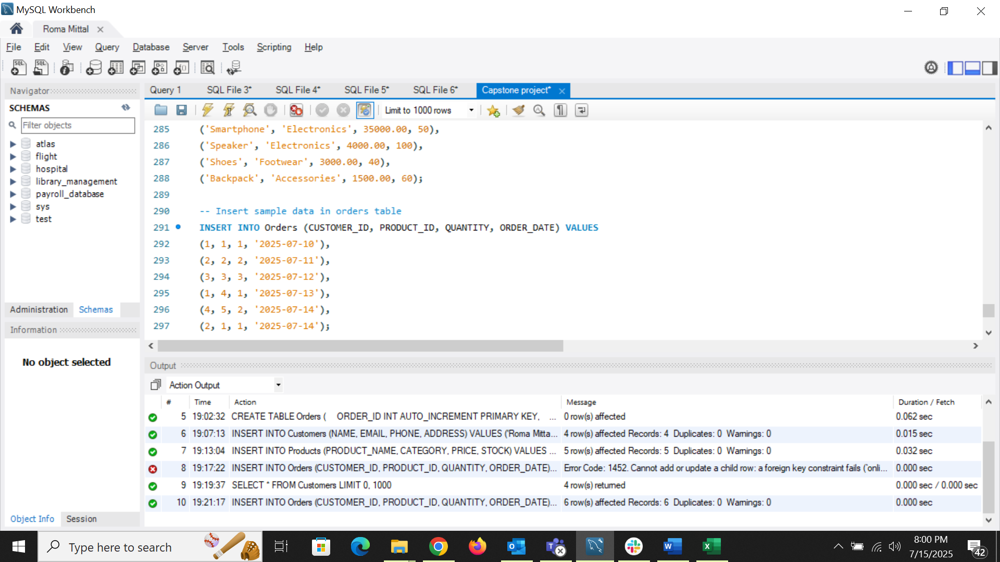 MySQL Workbench
Roma Mittal
File Edit View Query Database Server Tools Scripting Help
Navigator
SCHEMAS
Filter objects
atlas
flight
hospital
library_management
payroll_database
sys
test
Administration Schemas
Information
No object selected
Object Info Session
Query 1 SQL File 3* SQL File 4* SQL File 5* SQL File 6* Capstone project*
Limit to 1000 rows
285 ('Smartphone', 'Electronics', 35000.00, 50),
286 ('Speaker', 'Electronics', 4000.00, 100),
287 ('Shoes', 'Footwear', 3000.00, 40),
288 ('Backpack', 'Accessories', 1500.00, 60);
289
290 -- Insert sample data in orders table
291 INSERT INTO Orders (CUSTOMER_ID, PRODUCT_ID, QUANTITY, ORDER_DATE) VALUES
292 (1, 1, 1, '2025-07-10'),
293 (2, 2, 2, '2025-07-11'),
294 (3, 3, 3, '2025-07-12'),
295 (1, 4, 1, '2025-07-13'),
296 (4, 5, 2, '2025-07-14'),
297 (2, 1, 1, '2025-07-14');
Output
Action Output
# Time Action Message Duration / Fetch
5 19:02:32 CREATE TABLE Orders ( ORDER_ID INT AUTO_INCREMENT PRIMARY KEY, ... 0 row(s) affected 0.062 sec
6 19:07:13 INSERT INTO Customers (NAME, EMAIL, PHONE, ADDRESS) VALUES ('Roma Mitta... 4 row(s) affected Records: 4 Duplicates: 0 Warnings: 0 0.015 sec
7 19:13:04 INSERT INTO Products (PRODUCT_NAME, CATEGORY, PRICE, STOCK) VALUES ... 5 row(s) affected Records: 5 Duplicates: 0 Warnings: 0 0.032 sec
8 19:17:22 INSERT INTO Orders (CUSTOMER_ID, PRODUCT_ID, QUANTITY, ORDER_DATE)... Error Code: 1452. Cannot add or update a child row: a foreign key constraint fails (`onli... 0.000 sec
9 19:19:37 SELECT * FROM Customers LIMIT 0, 1000 4 row(s) returned 0.000 sec / 0.000 sec
10 19:21:17 INSERT INTO Orders (CUSTOMER_ID, PRODUCT_ID, QUANTITY, ORDER_DATE)... 6 row(s) affected Records: 6 Duplicates: 0 Warnings: 0 0.000 sec
Type here to search
8:00 PM
7/15/2025
42